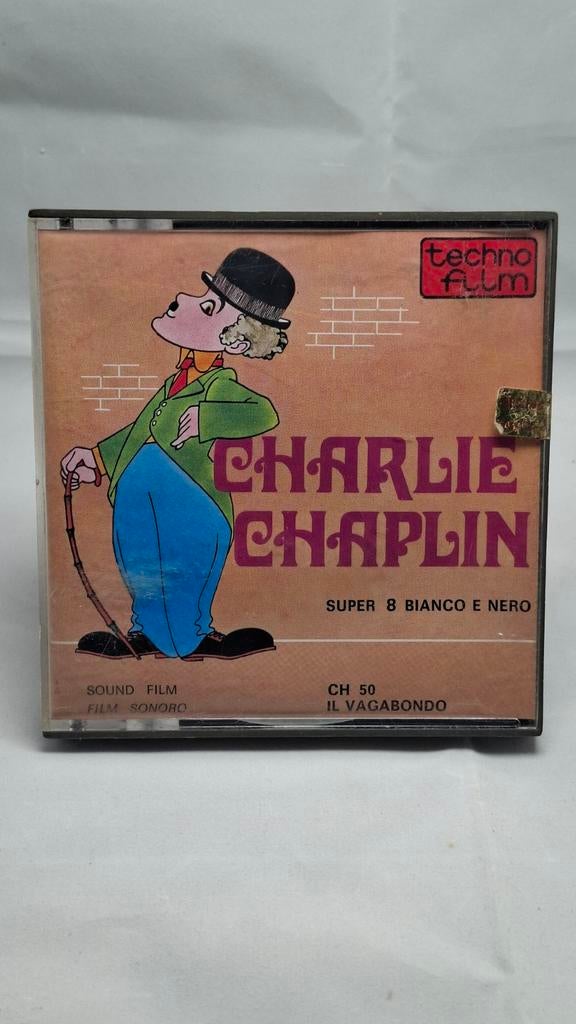 techno
film
CHARLIE
CHAPLIN
SUPER 8 BIANCO E NERO
SOUND FILM
FILM SONORO
CH 50
IL VAGABONDO